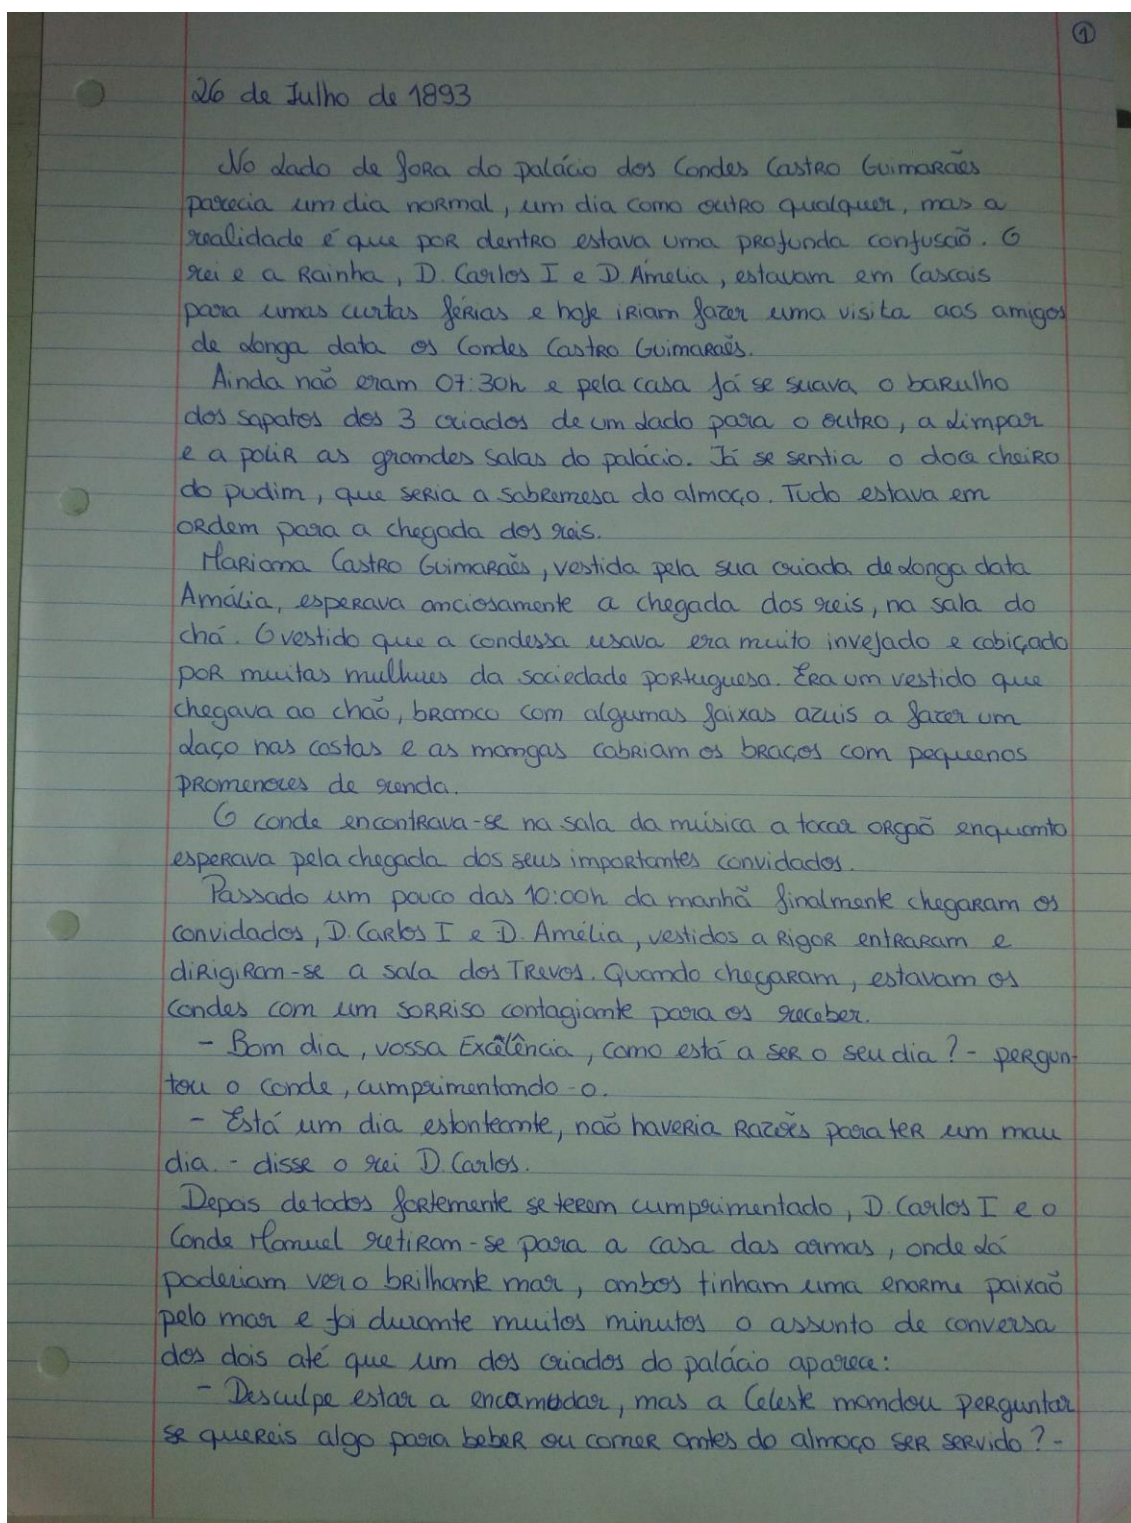 ①
26 de Julho de 1893
No lado de fora do palácio dos Condes Castro Guimarães
parecia um dia normal, um dia como outro qualquer, mas a
realidade é que por dentro estava uma profunda confusão. O
rei e a Rainha, D. Carlos I e D. Amelia, estavam em Cascais
para umas curtas férias e hoje iriam fazer uma visita aos amigos
de longa data os Condes Castro Guimarães.
Ainda não eram 07:30h e pela casa já se suava o barulho
dos sapatos dos 3 criados de um lado para o outro, a limpar
e a polir as grandes salas do palácio. Já se sentia o doce cheiro
do pudim, que seria a sobremesa do almoço. Tudo estava em
ordem para a chegada dos reis.
Mariana Castro Guimarães, vestida pela sua criada de longa data
Amália, esperava anciosamente a chegada dos reis, na sala do
chá. O vestido que a condessa usava era muito invejado e cobiçado
por muitas mulhues da sociedade portuguesa. Era um vestido que
chegava ao chão, branco com algumas faixas azuis a fazer um
laço nas costas e as mangas cobriam os braços com pequenos
promenores de renda.
O conde encontrava-se na sala da música a tocar orgão enquanto
esperava pela chegada dos seus importantes convidados.
Passado um pouco das 10:00h da manhã finalmente chegaram os
convidados, D. Carlos I e D. Amélia, vestidos a rigor entraram e
dirigiram-se a sala dos Trevos. Quando chegaram, estavam os
Condes com um sorriso contagiante para os receber.
- Bom dia, vossa Excelência, como está a ser o seu dia? - pergun-
tou o conde, cumprimentando-o.
- Está um dia estonteante, não haveria razões para ter um mau
dia. - disse o rei D. Carlos.
Depois de todos fortemente se terem cumprimentado, D. Carlos I e o
Conde Manuel retiram-se para a casa das armas, onde lá
poderiam ver o brilhante mar, ambos tinham uma enorme paixão
pelo mar e foi durante muitos minutos o assunto de conversa
dos dois até que um dos criados do palácio aparece:
- Desculpe estar a encomodar, mas a Celeste mandou perguntar
se quereis algo para beber ou comer antes do almoço ser servido? -